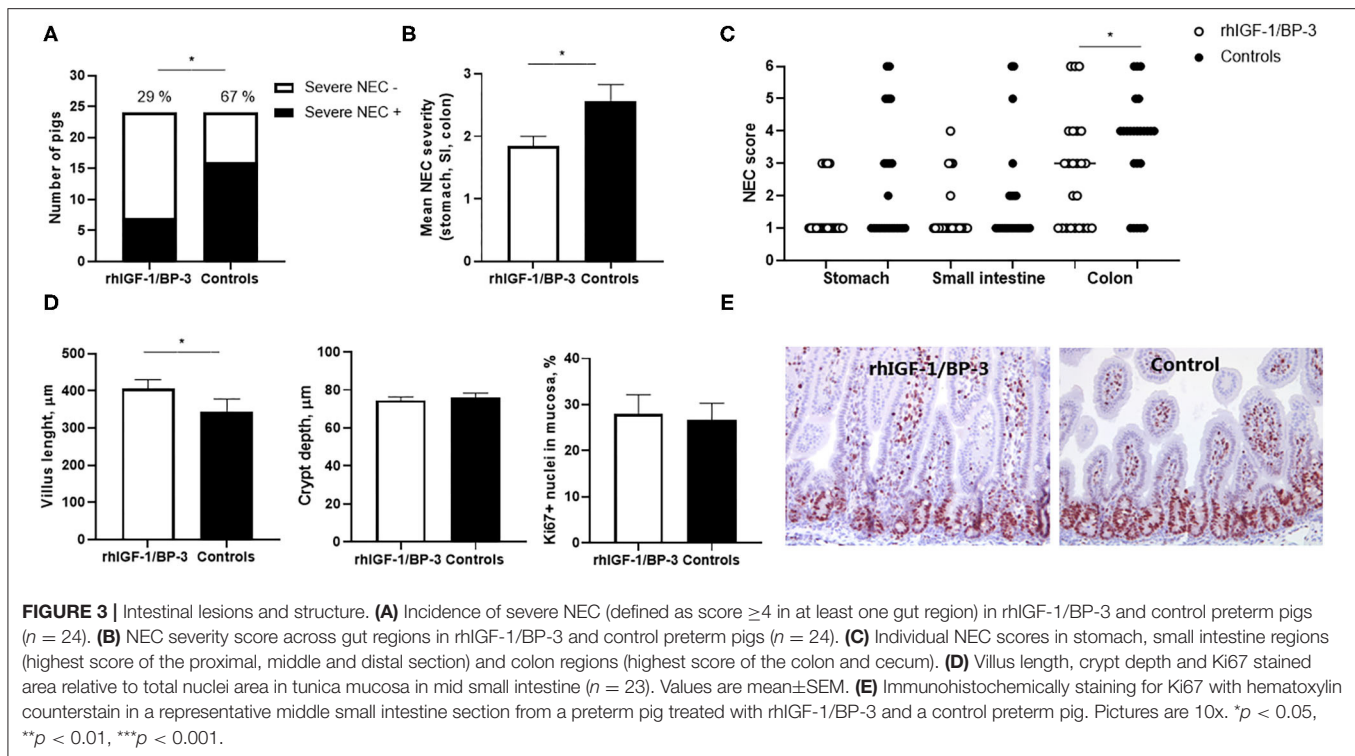 A
Number of pigs
30
25
20
15
10
5
0
*
29 %
67 %
Severe NEC -
Severe NEC +
rhIGF-1/BP-3
Controls
B
Mean NEC severity
(stomach, SI, colon)
3
2
1
0
*
rhIGF-1/BP-3
Controls
C
NEC score
6
5
4
3
2
1
0
*
rhIGF-1/BP-3
Controls
Stomach
Small intestine
Colon
D
Villus lenght, µm
500
400
300
200
100
0
*
rhIGF-1/BP-3
Controls
Crypt depth, µm
100
80
60
40
20
0
rhIGF-1/BP-3
Controls
Ki67+ nuclei in mucosa, %
40
30
20
10
0
rhIGF-1/BP-3
Controls
E
rhIGF-1/BP-3
Control
FIGURE 3 | Intestinal lesions and structure. (A) Incidence of severe NEC (defined as score ≥4 in at least one gut region) in rhIGF-1/BP-3 and control preterm pigs
(n = 24). (B) NEC severity score across gut regions in rhIGF-1/BP-3 and control preterm pigs (n = 24). (C) Individual NEC scores in stomach, small intestine regions
(highest score of the proximal, middle and distal section) and colon regions (highest score of the colon and cecum). (D) Villus length, crypt depth and Ki67 stained
area relative to total nuclei area in tunica mucosa in mid small intestine (n = 23). Values are mean±SEM. (E) Immunohistochemically staining for Ki67 with hematoxylin
counterstain in a representative middle small intestine section from a preterm pig treated with rhIGF-1/BP-3 and a control preterm pig. Pictures are 10x. *p < 0.05,
**p < 0.01, ***p < 0.001.